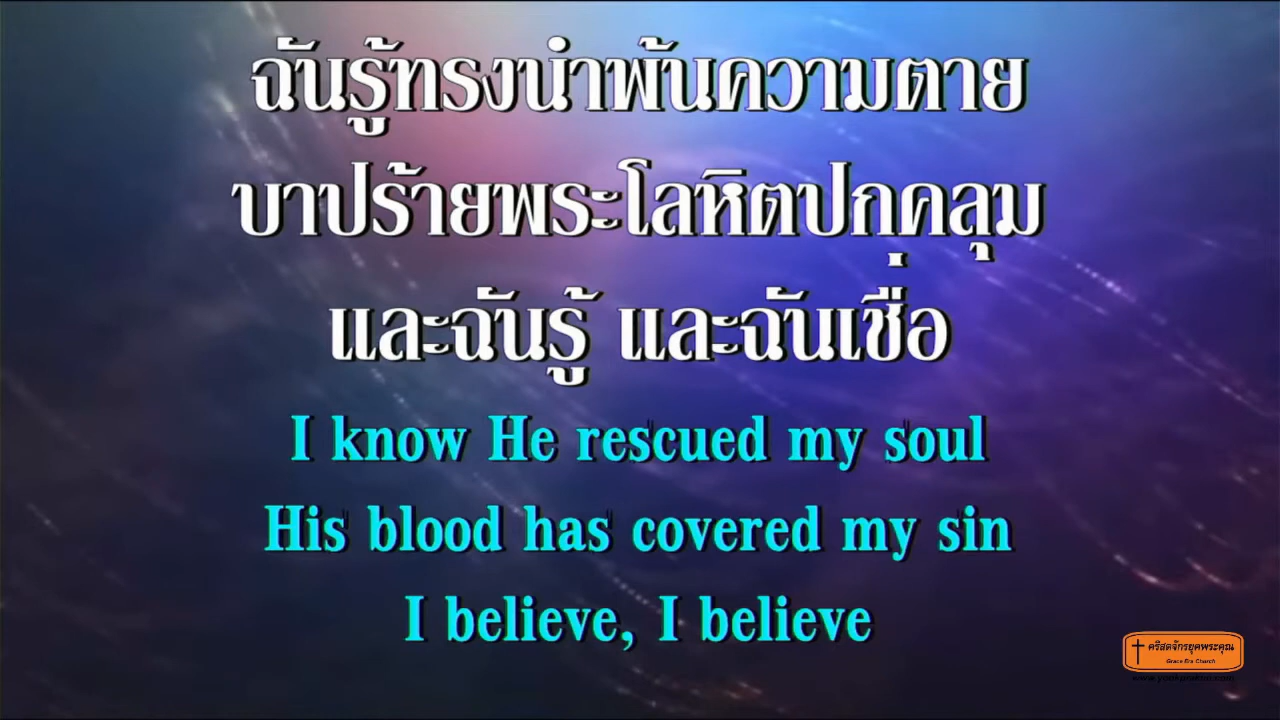 ฉันรู้ทรงนำพ้นความตาย
บาปร้ายพระโลหิตปกคลุม
และฉันรู้ และฉันเชื่อ
I know He rescued my soul
His blood has covered my sin
I believe, I believe
คริสตจักรยุคพระคุณ
Grace Era Church